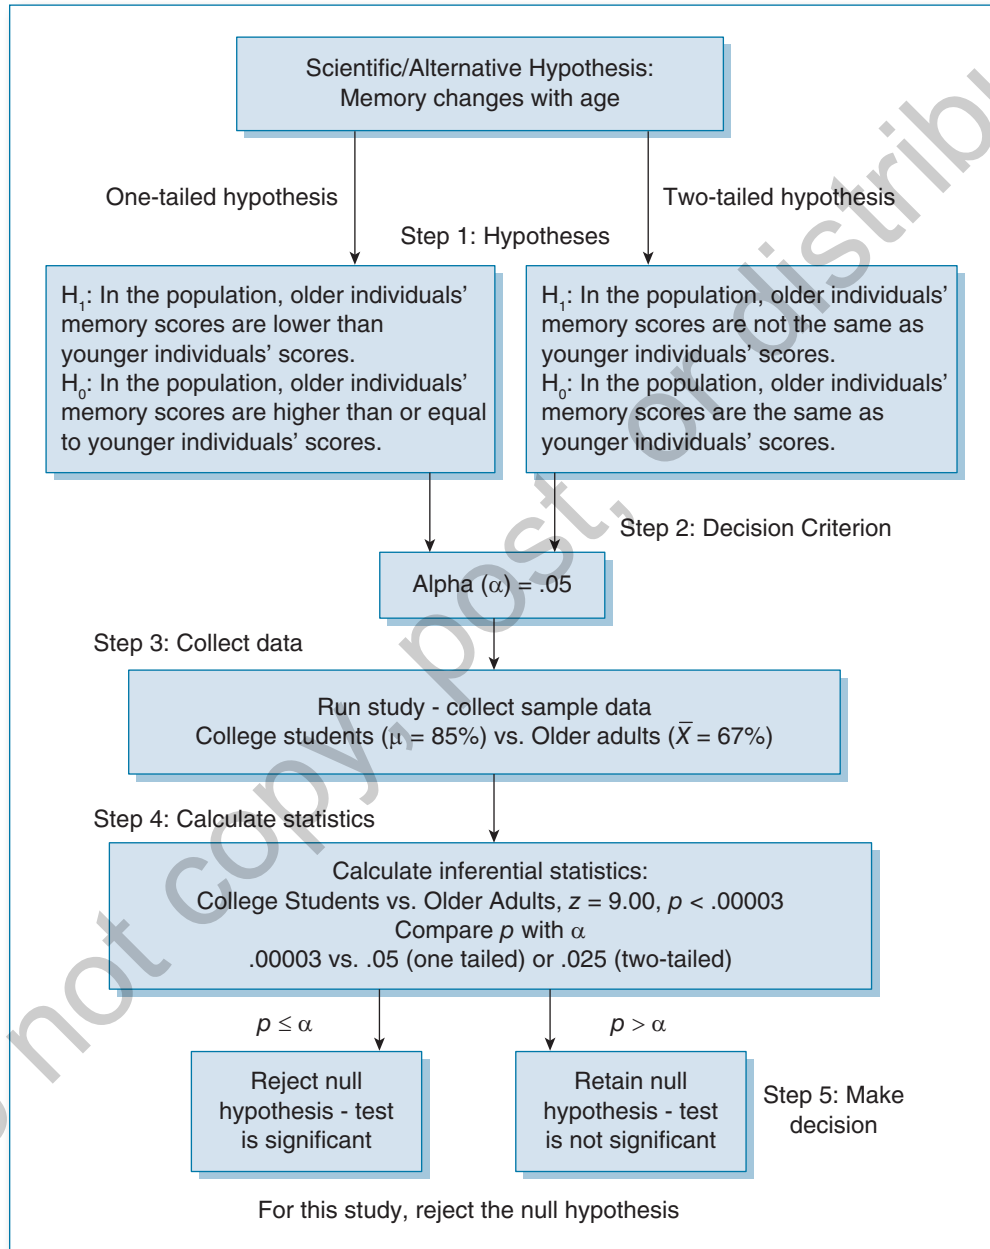 Scientific/Alternative Hypothesis:
Memory changes with age
One-tailed hypothesis
Two-tailed hypothesis
Step 1: Hypotheses
H₁: In the population, older individuals’
memory scores are lower than
younger individuals’ scores.
H₀: In the population, older individuals’
memory scores are higher than or equal
to younger individuals’ scores.
H₁: In the population, older individuals’
memory scores are not the same as
younger individuals’ scores.
H₀: In the population, older individuals’
memory scores are the same as
younger individuals’ scores.
Step 2: Decision Criterion
Alpha (α) = .05
Step 3: Collect data
Run study - collect sample data
College students (μ = 85%) vs. Older adults (X̅ = 67%)
Step 4: Calculate statistics
Calculate inferential statistics:
College Students vs. Older Adults, z = 9.00, p < .00003
Compare p with α
.00003 vs. .05 (one tailed) or .025 (two-tailed)
p ≤ α
p > α
Reject null
hypothesis - test
is significant
Retain null
hypothesis - test
is not significant
Step 5: Make
decision
For this study, reject the null hypothesis
not copy, post, or distribu